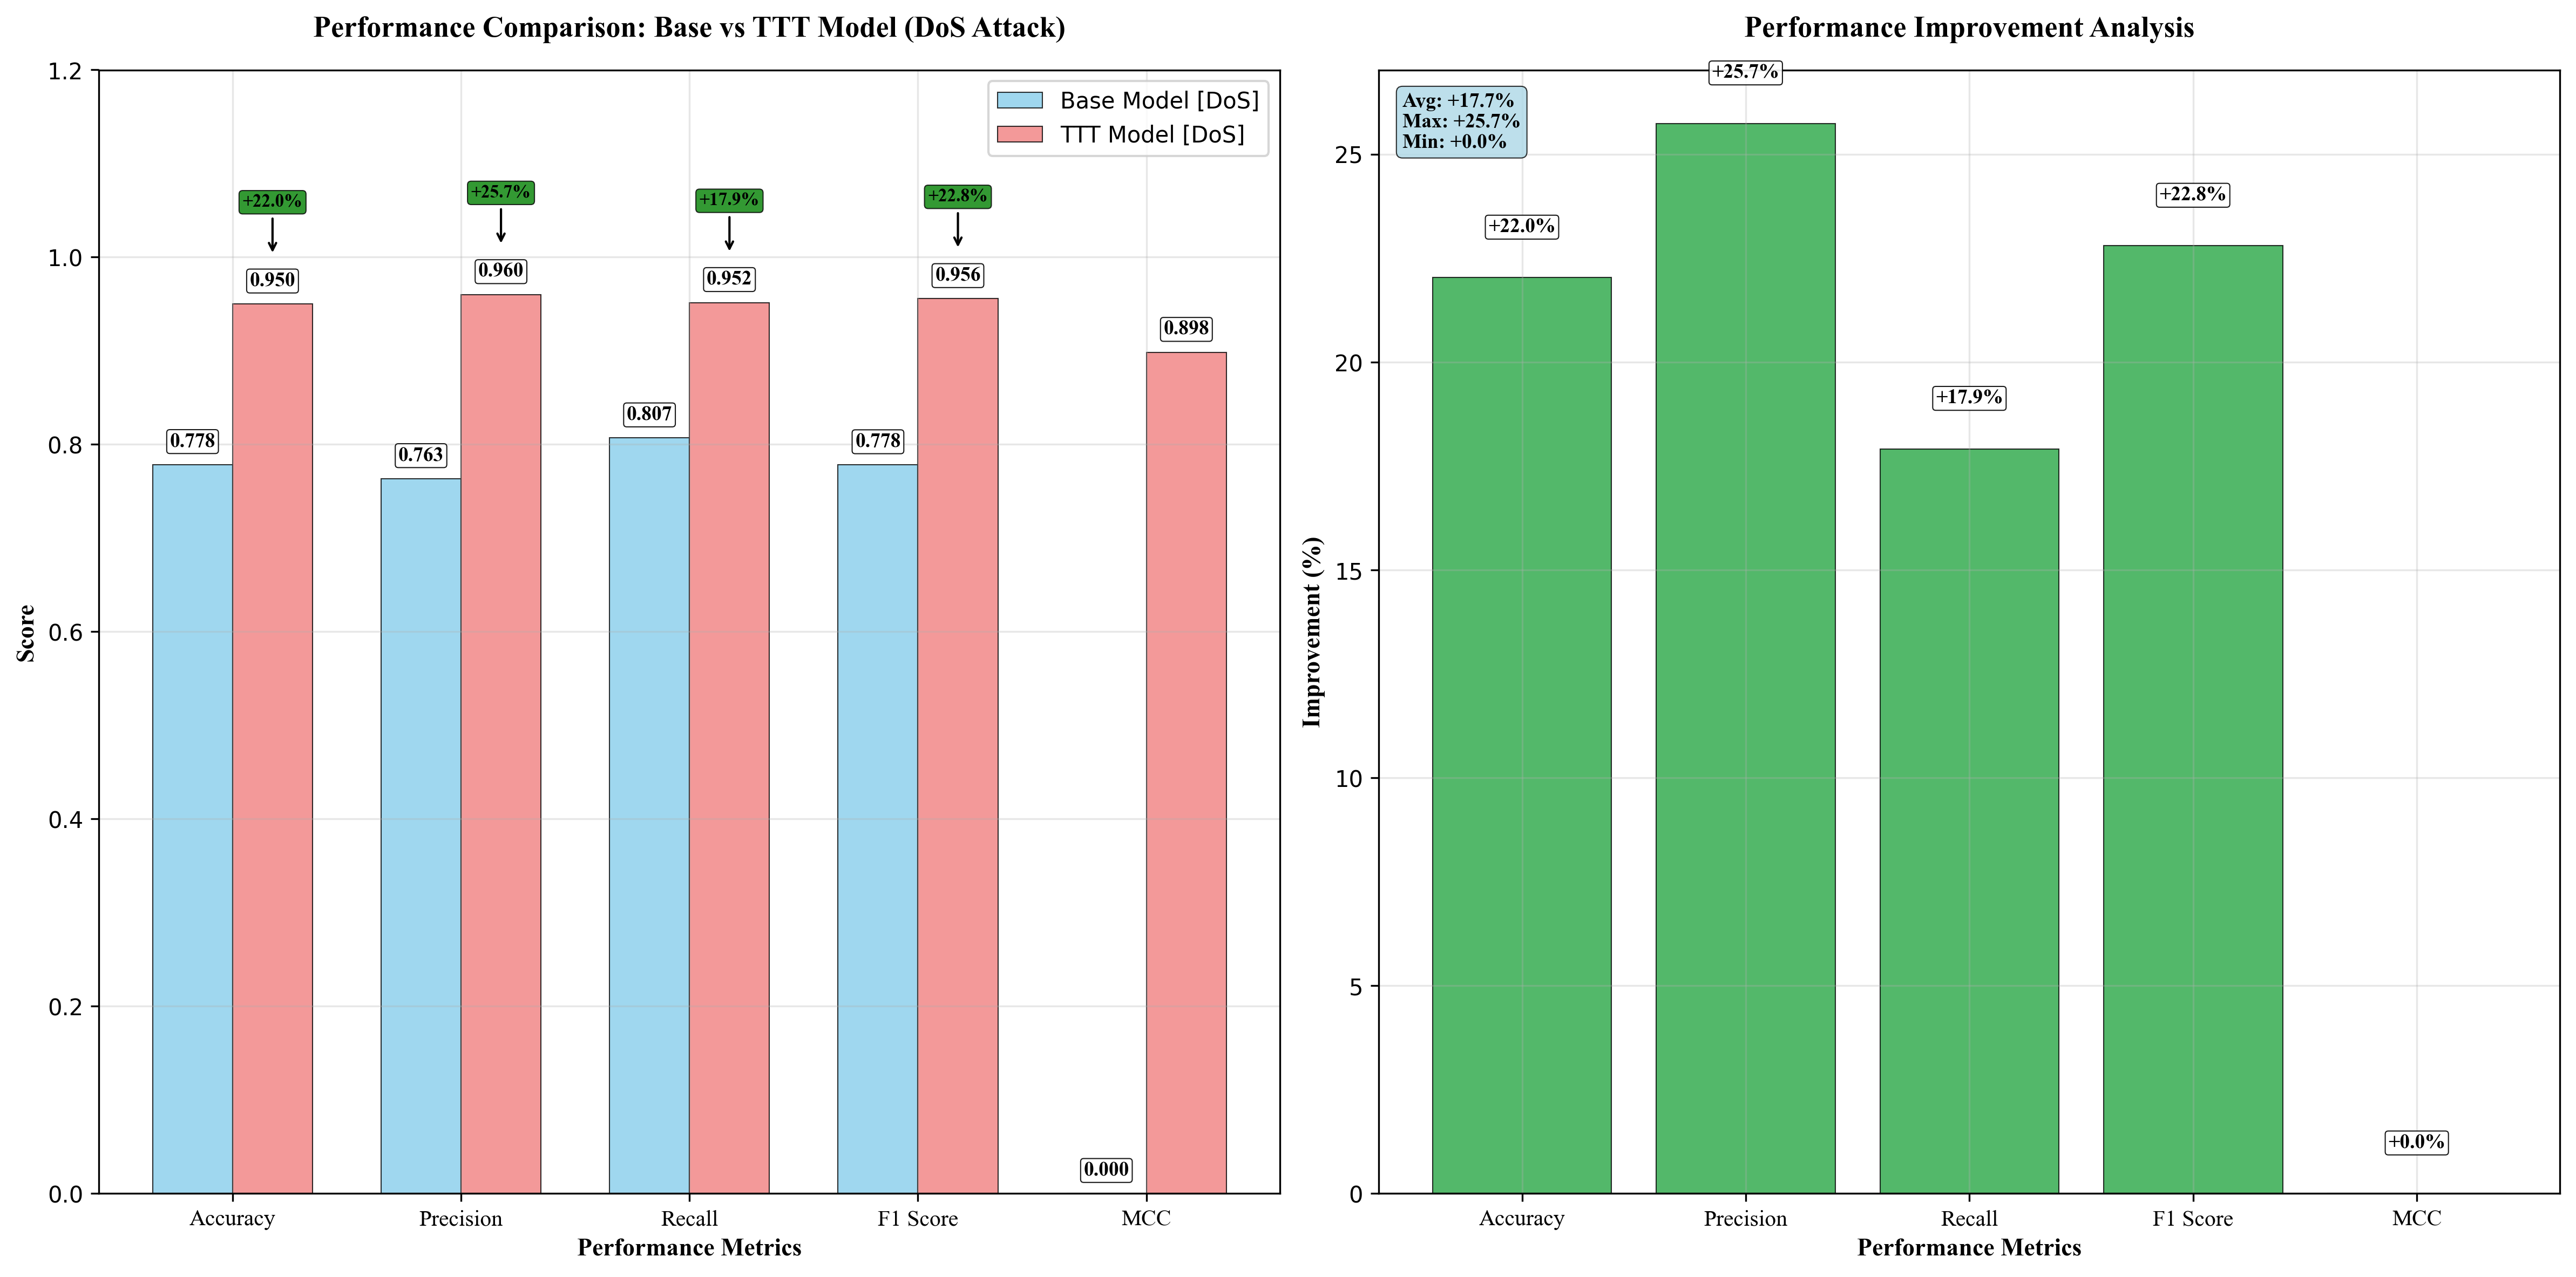 Performance Comparison: Base vs TTT Model (DoS Attack)
1.2
1.0
0.8
0.6
0.4
0.2
0.0
Score
Base Model [DoS]
TTT Model [DoS]
+22.0%
+25.7%
+17.9%
+22.8%
0.950
0.960
0.952
0.956
0.898
0.778
0.763
0.807
0.778
0.000
Accuracy
Precision
Recall
F1 Score
MCC
Performance Metrics
Performance Improvement Analysis
25
20
15
10
5
0
Improvement (%)
Avg: +17.7%
Max: +25.7%
Min: +0.0%
+22.0%
+25.7%
+17.9%
+22.8%
+0.0%
Accuracy
Precision
Recall
F1 Score
MCC
Performance Metrics